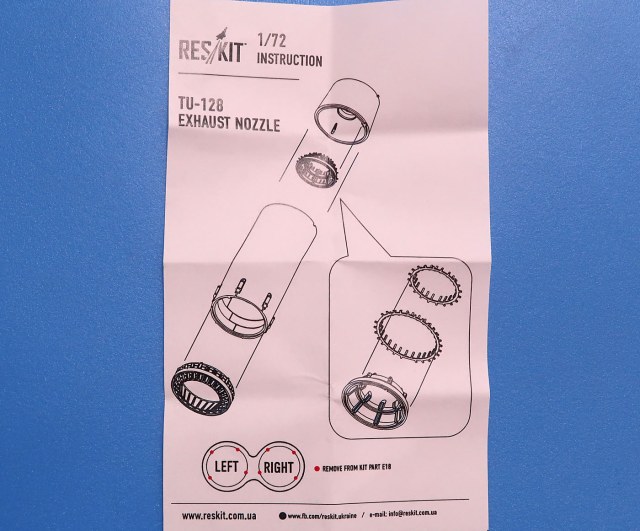 RESKIT
1/72
INSTRUCTION
TU-128
EXHAUST NOZZLE
LEFT
RIGHT
REMOVE FROM KIT PART E18
www.reskit.com.ua
www.fb.com/reskit.ukraine / e-mail: info@reskit.com.ua